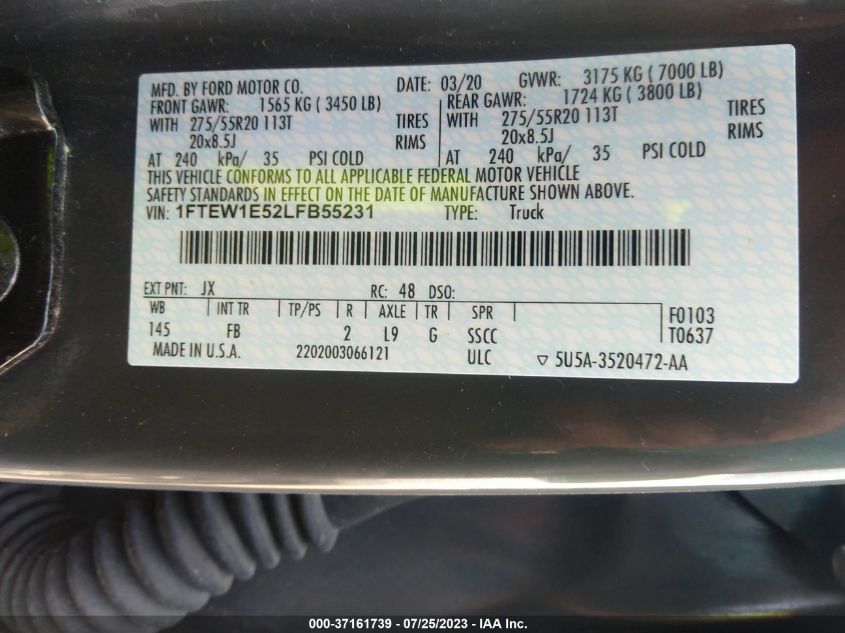 MFD. BY FORD MOTOR CO. DATE: 03/20 GVWR: 3175 KG ( 7000 LB)
FRONT GAWR: 1565 KG ( 3450 LB) REAR GAWR: 1724 KG ( 3800 LB)
WITH 275/55R20 113T TIRES WITH 275/55R20 113T TIRES
20x8.5J RIMS 20x8.5J RIMS
AT 240 kPa/ 35 PSI COLD AT 240 kPa/ 35 PSI COLD
THIS VEHICLE CONFORMS TO ALL APPLICABLE FEDERAL MOTOR VEHICLE
SAFETY STANDARDS IN EFFECT ON THE DATE OF MANUFACTURE SHOWN ABOVE.
VIN: 1FTEW1E52LFB55231 TYPE: Truck
EXT PNT: JX RC: 48 DSO:
WB INT TR TP/PS R AXLE TR SPR F0103
145 FB 2 L9 G SSCC T0637
MADE IN U.S.A. 2202003066121 ULC ▽ 5U5A-3520472-AA
000-37161739 - 07/25/2023 - IAA Inc.